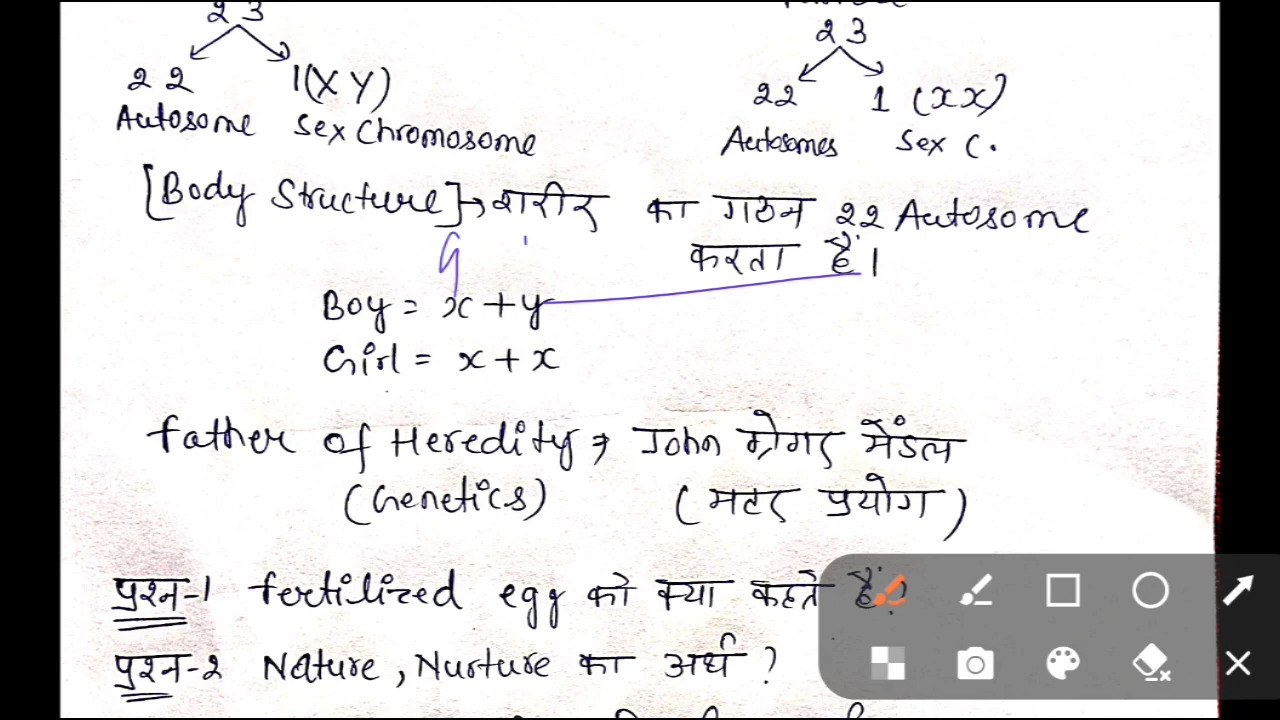 23 23
22 1(XY) 22 1 (xx)
Autosome Sex Chromosome Autosomes Sex C.
[Body Structure]→शरीर का गठन 22 Autosome
करता हैं।
Boy = x + y
Girl = x + x
father of Heredity ⇒ John ग्रेगर मैंडल
(Genetics) (मटर प्रयोग)
प्रश्न-1 fertilized egg को क्या कहते हैं?
प्रश्न-2 Nature, Nurture का अर्थ ?